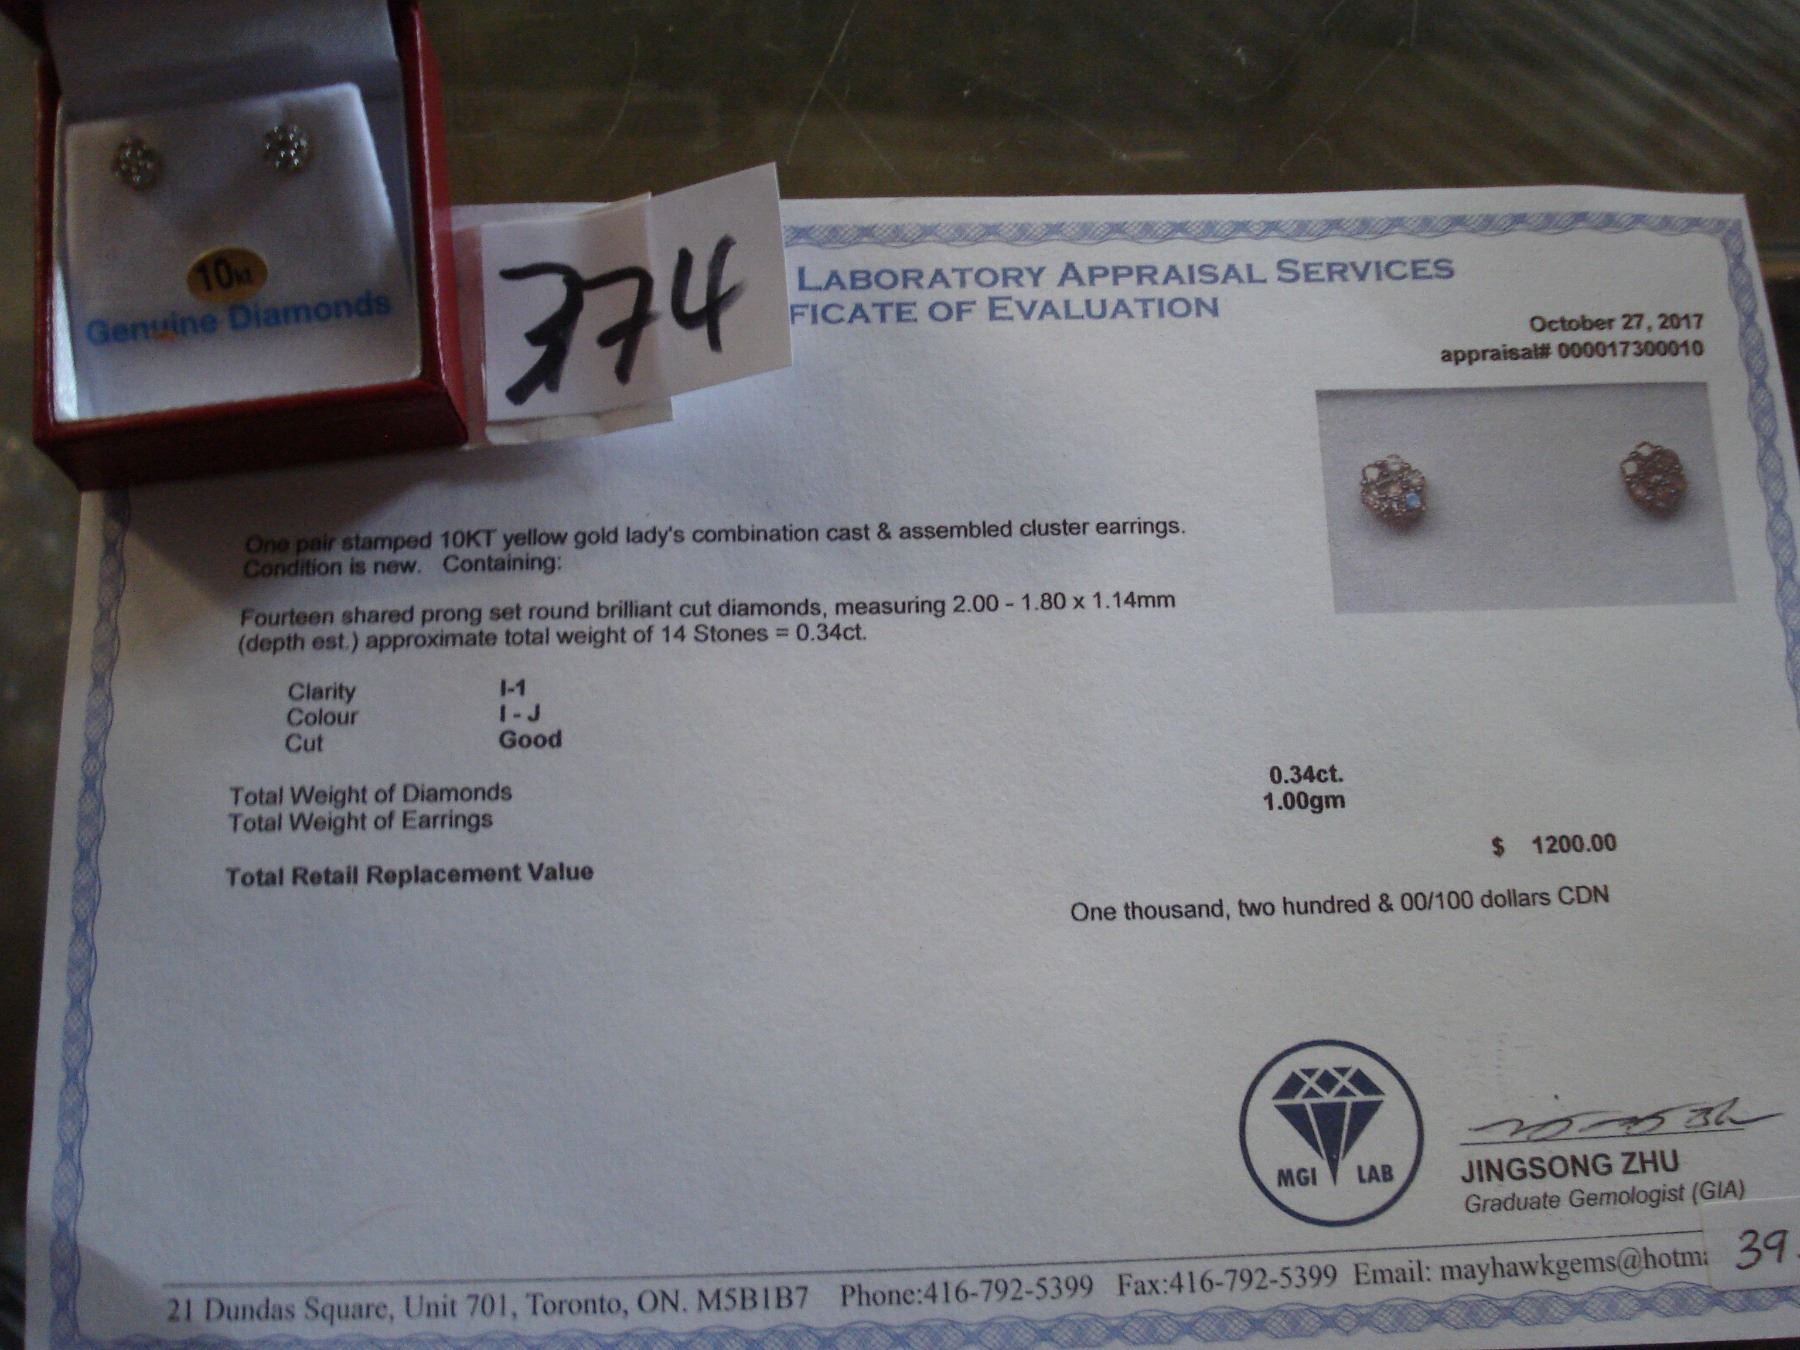 10kt
Genuine Diamonds
374
LABORATORY APPRAISAL SERVICES
FICATE OF EVALUATION
October 27, 2017
appraisal# 000017300010
One pair stamped 10KT yellow gold lady's combination cast & assembled cluster earrings.
Condition is new. Containing:
Fourteen shared prong set round brilliant cut diamonds, measuring 2.00 - 1.80 x 1.14mm
(depth est.) approximate total weight of 14 Stones = 0.34ct.
Clarity I-1
Colour I - J
Cut Good
Total Weight of Diamonds 0.34ct.
Total Weight of Earrings 1.00gm
Total Retail Replacement Value $ 1200.00
One thousand, two hundred & 00/100 dollars CDN
MGI LAB
JINGSONG ZHU
Graduate Gemologist (GIA)
21 Dundas Square, Unit 701, Toronto, ON. M5B1B7 Phone:416-792-5399 Fax:416-792-5399 Email: mayhawkgems@hotma
39